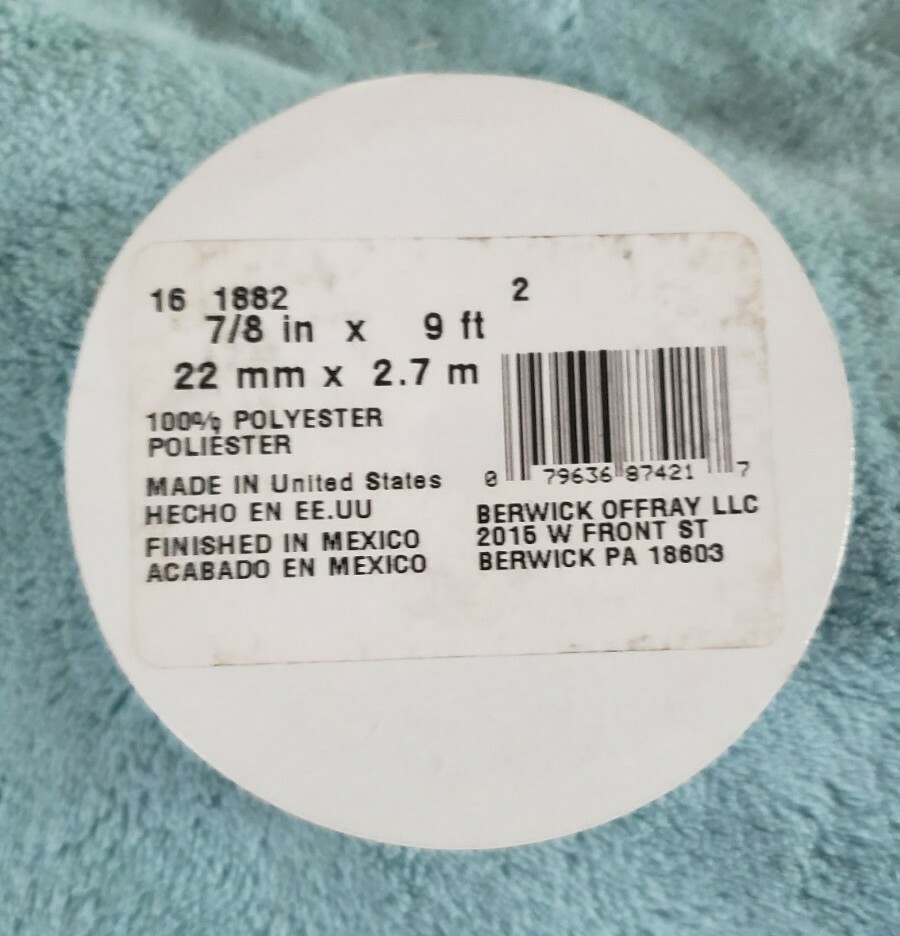 16 1882 2
7/8 in x 9 ft
22 mm x 2.7 m
100% POLYESTER
POLIESTER
MADE IN United States
HECHO EN EE.UU
FINISHED IN MEXICO
ACABADO EN MEXICO
0 79636 87421 7
BERWICK OFFRAY LLC
2015 W FRONT ST
BERWICK PA 18603